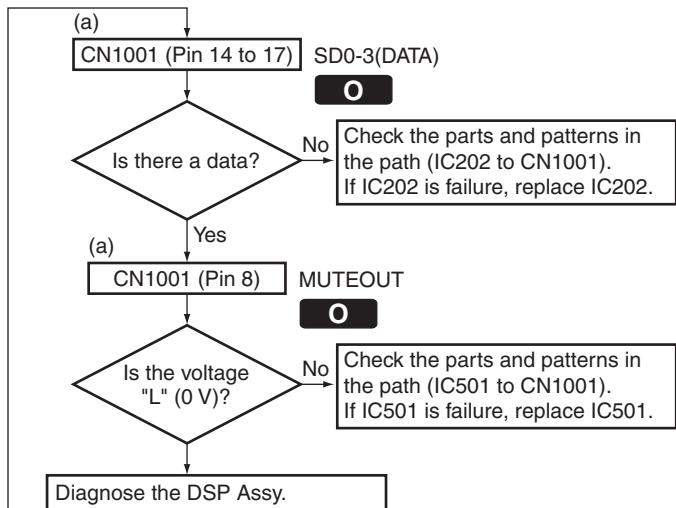 (a)
CN1001 (Pin 14 to 17) SD0-3(DATA)
O
Is there a data?
No
Check the parts and patterns in
the path (IC202 to CN1001).
If IC202 is failure, replace IC202.
Yes
(a)
CN1001 (Pin 8) MUTEOUT
O
Is the voltage
"L" (0 V)?
No
Check the parts and patterns in
the path (IC501 to CN1001).
If IC501 is failure, replace IC501.
Yes
Diagnose the DSP Assy.